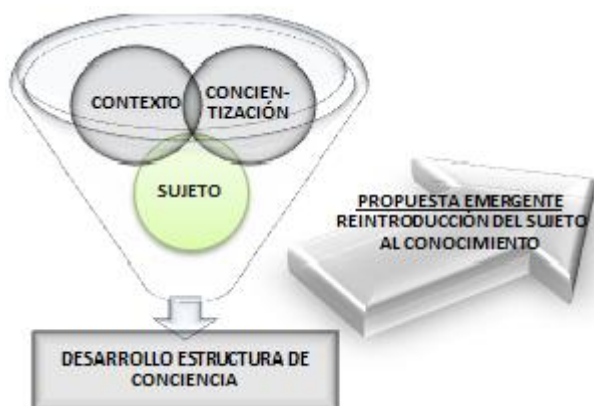 CONTEXTO
CONCIEN-
TIZACIÓN
SUJETO
PROPUESTA EMERGENTE
REINTRODUCCIÓN DEL SUJETO
AL CONOCIMIENTO
DESARROLLO ESTRUCTURA DE
CONCIENCIA